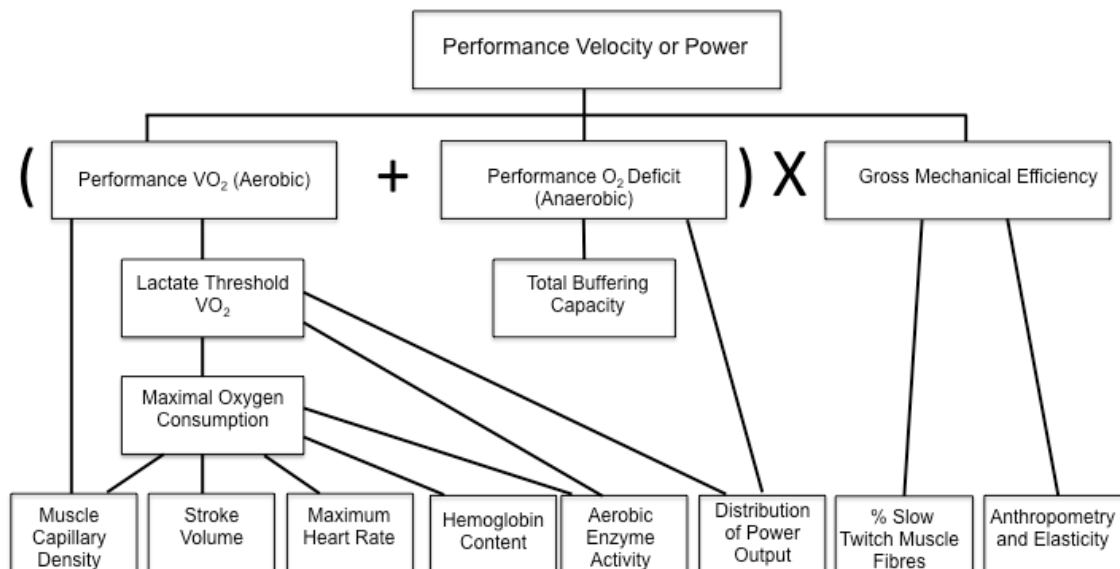 Performance Velocity or Power
(
Performance VO₂ (Aerobic)
+
Performance O₂ Deficit
(Anaerobic)
)
X
Gross Mechanical Efficiency
Lactate Threshold
VO₂
Total Buffering
Capacity
Maximal Oxygen
Consumption
Muscle
Capillary
Density
Stroke
Volume
Maximum
Heart Rate
Hemoglobin
Content
Aerobic
Enzyme
Activity
Distribution
of Power
Output
% Slow
Twitch Muscle
Fibres
Anthropometry
and Elasticity